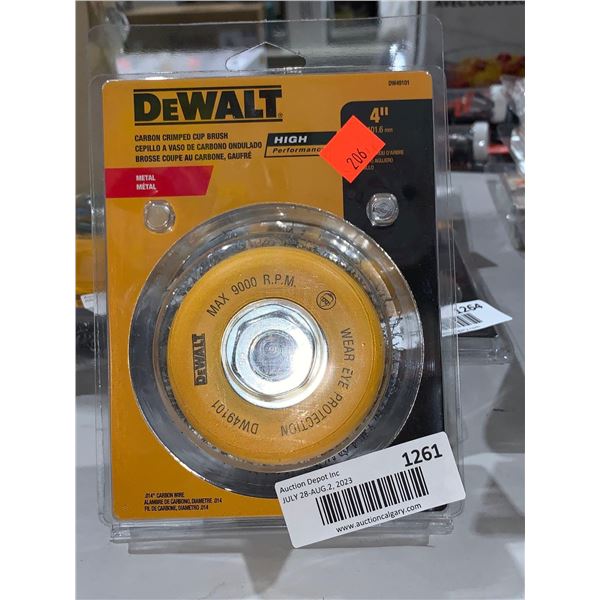 AVEC COUVER
DEWALT
DW49101
CARBON CRIMPED CUP BRUSH
CEPILLO A VASO DE CARBONO ONDULADO
BROSSE COUPE AU CARBONE, GAUFRÉ
HIGH
Performance
4"
101.6 mm
206
METAL
MÉTAL
MAX 9000 R.P.M.
WEAR EYE PROTECTION
DEWALT
DW49101
1264
.014" CARBON WIRE
ALAMBRE DE CARBONO, DIAMETRE .014
FIL DE CARBONE, DIAMETRO .014
Auction Depot Inc
JULY 28-AUG.2, 2023
1261
www.auctioncalgary.com